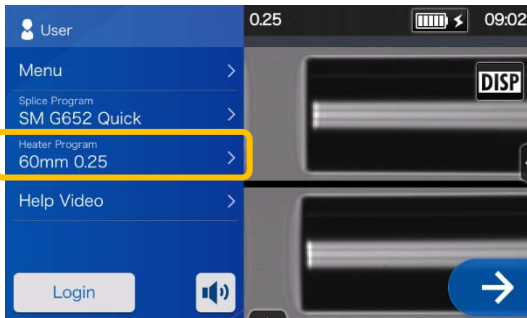 User
0.25
09:02
Menu
DISP
Splice Program
SM G652 Quick
Heater Program
60mm 0.25
Help Video
Login